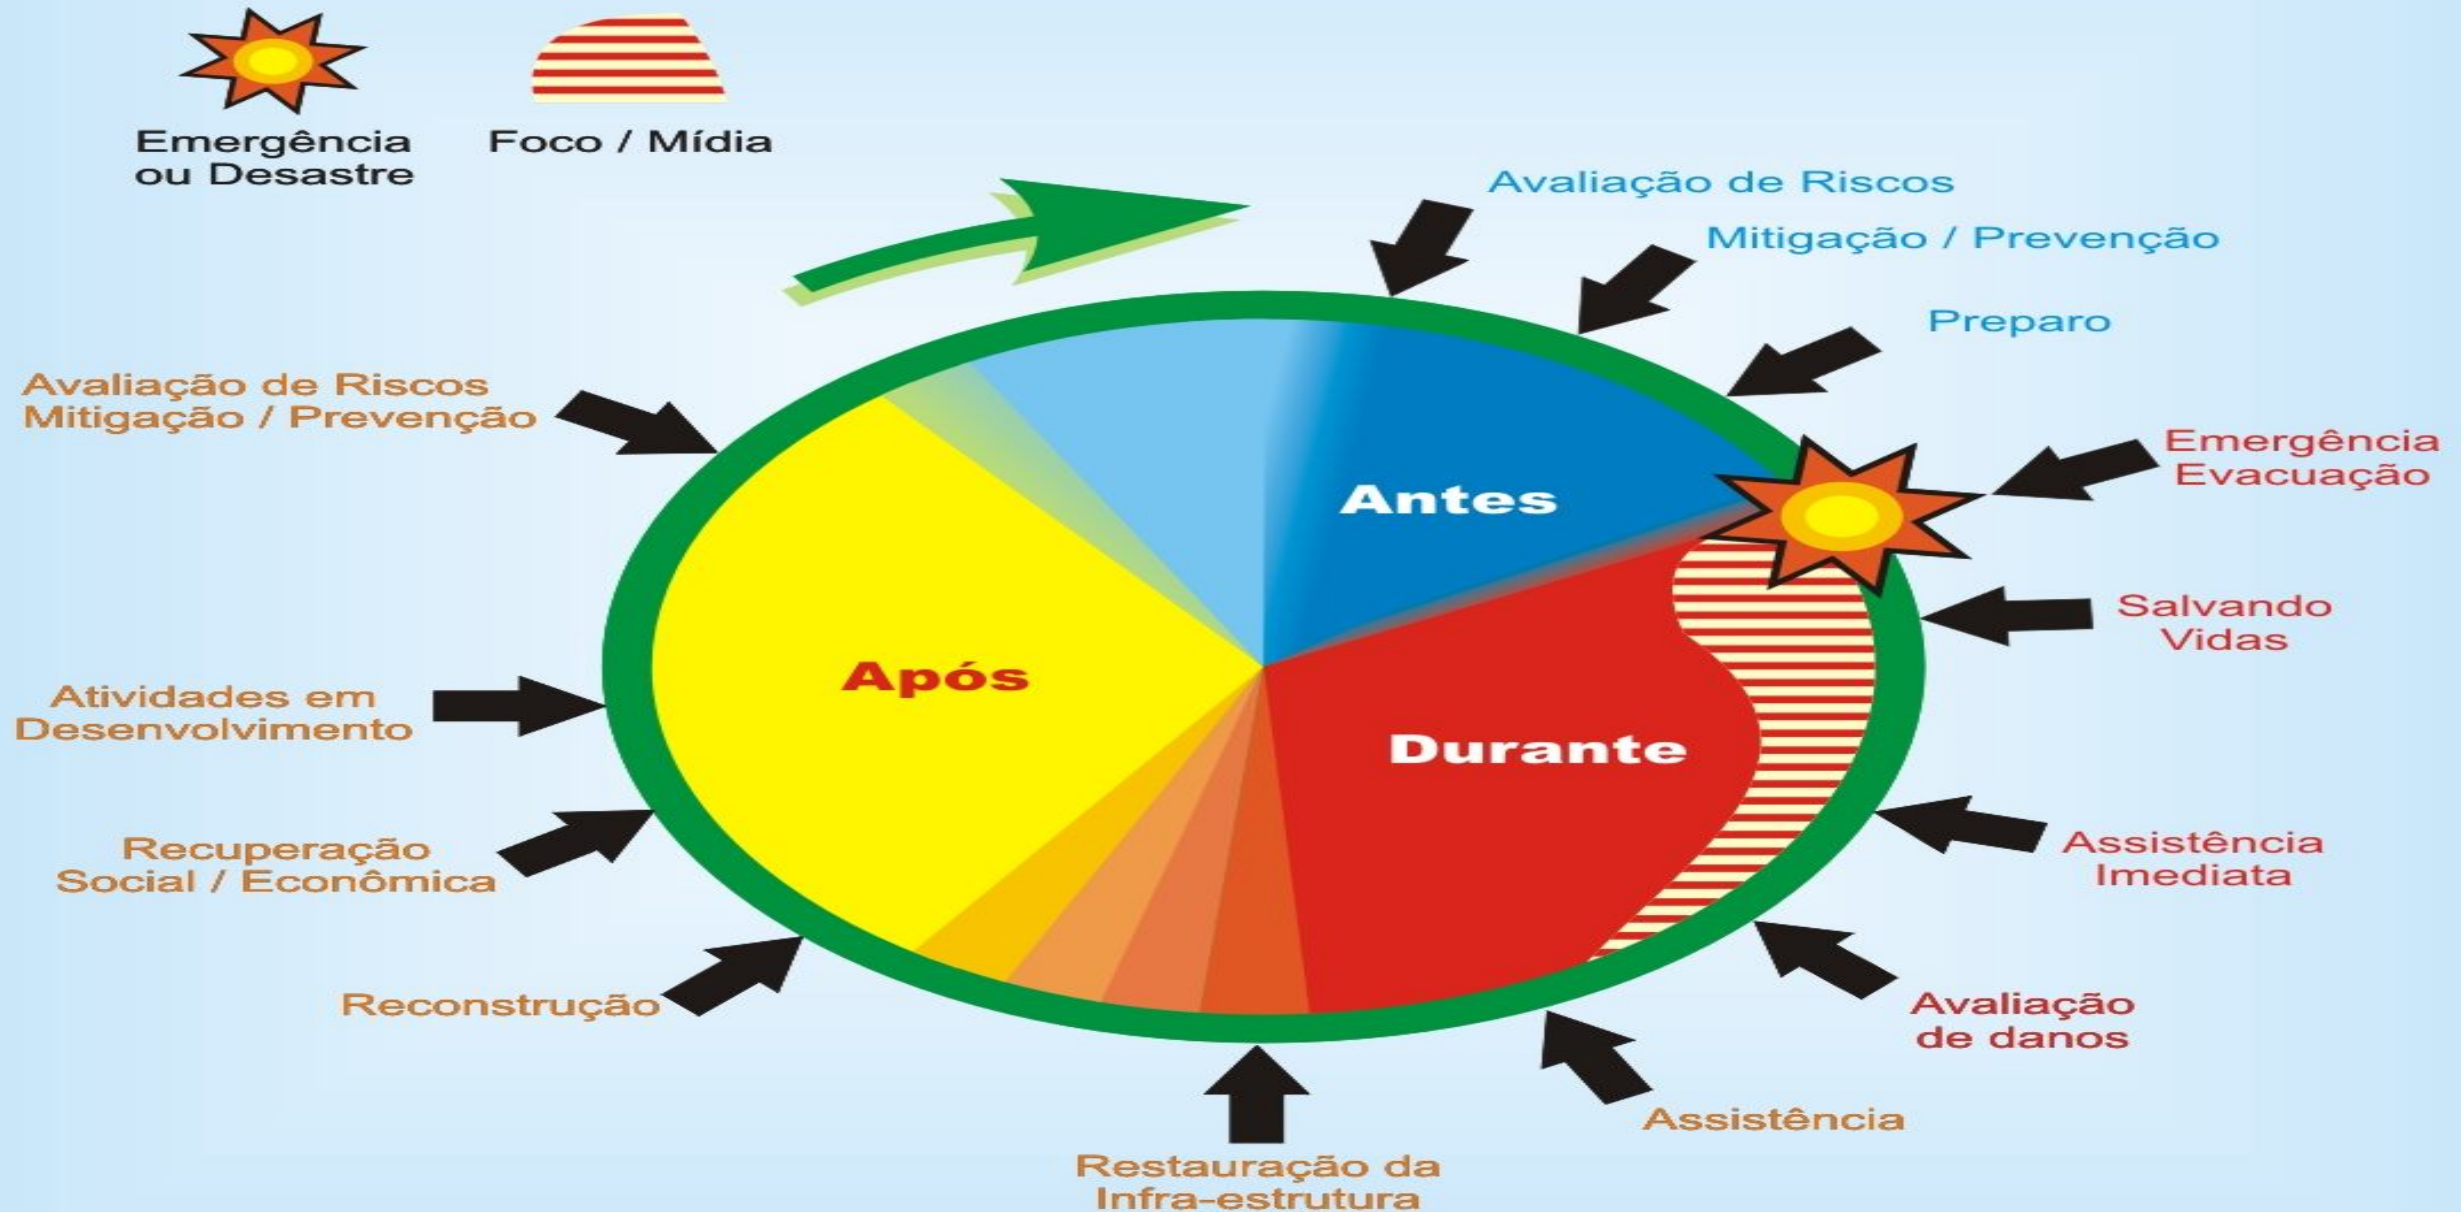 Emergência
ou Desastre
Foco / Mídia
Avaliação de Riscos
Mitigação / Prevenção
Preparo
Emergência
Evacuação
Salvando
Vidas
Assistência
Imediata
Avaliação
de danos
Assistência
Restauração da
Infra-estrutura
Reconstrução
Recuperação
Social / Econômica
Atividades em
Desenvolvimento
Avaliação de Riscos
Mitigação / Prevenção
Antes
Durante
Após